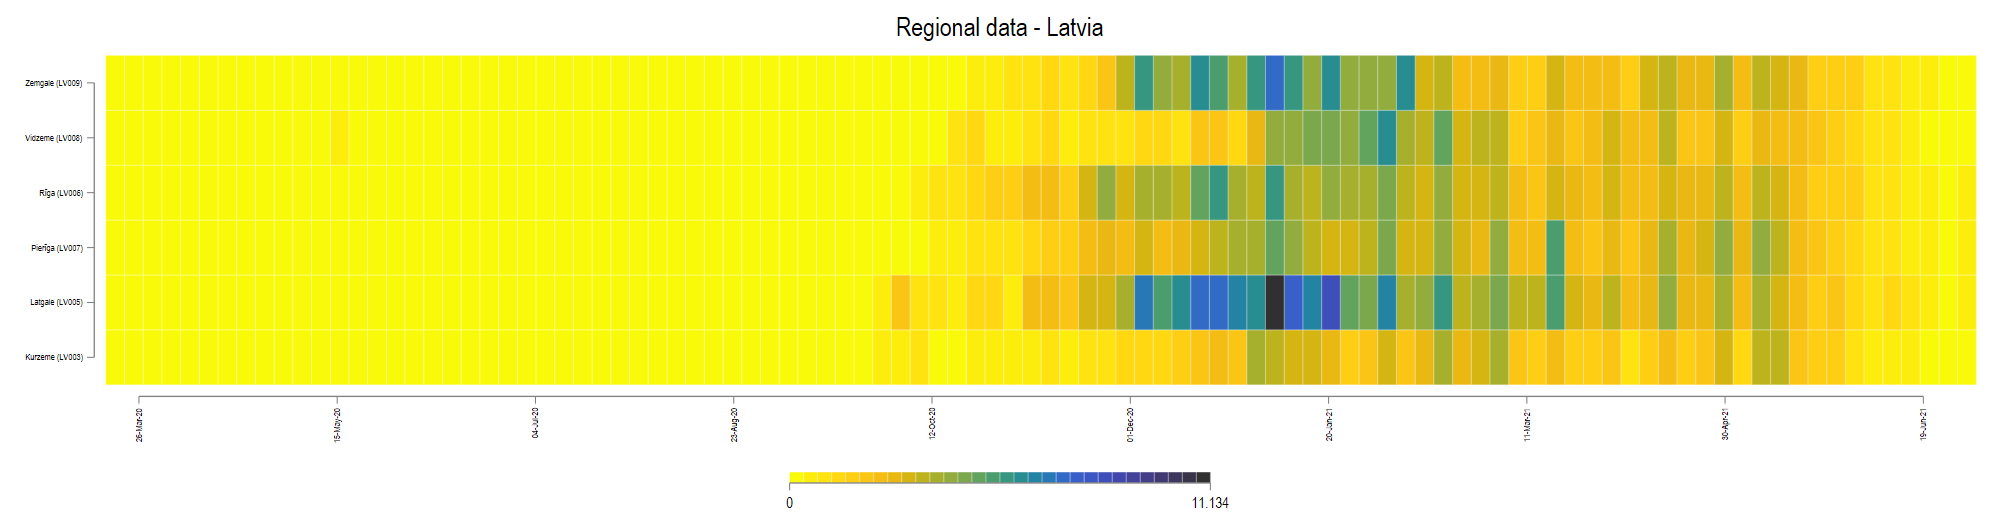 Regional data - Latvia
Zemgale (LV009)
Vidzeme (LV008)
Rīga (LV006)
Pierīga (LV007)
Latgale (LV005)
Kurzeme (LV003)
26-Mar-20
15-May-20
04-Jul-20
23-Aug-20
12-Oct-20
01-Dec-20
20-Jan-21
11-Mar-21
30-Apr-21
19-Jun-21
0
11.134